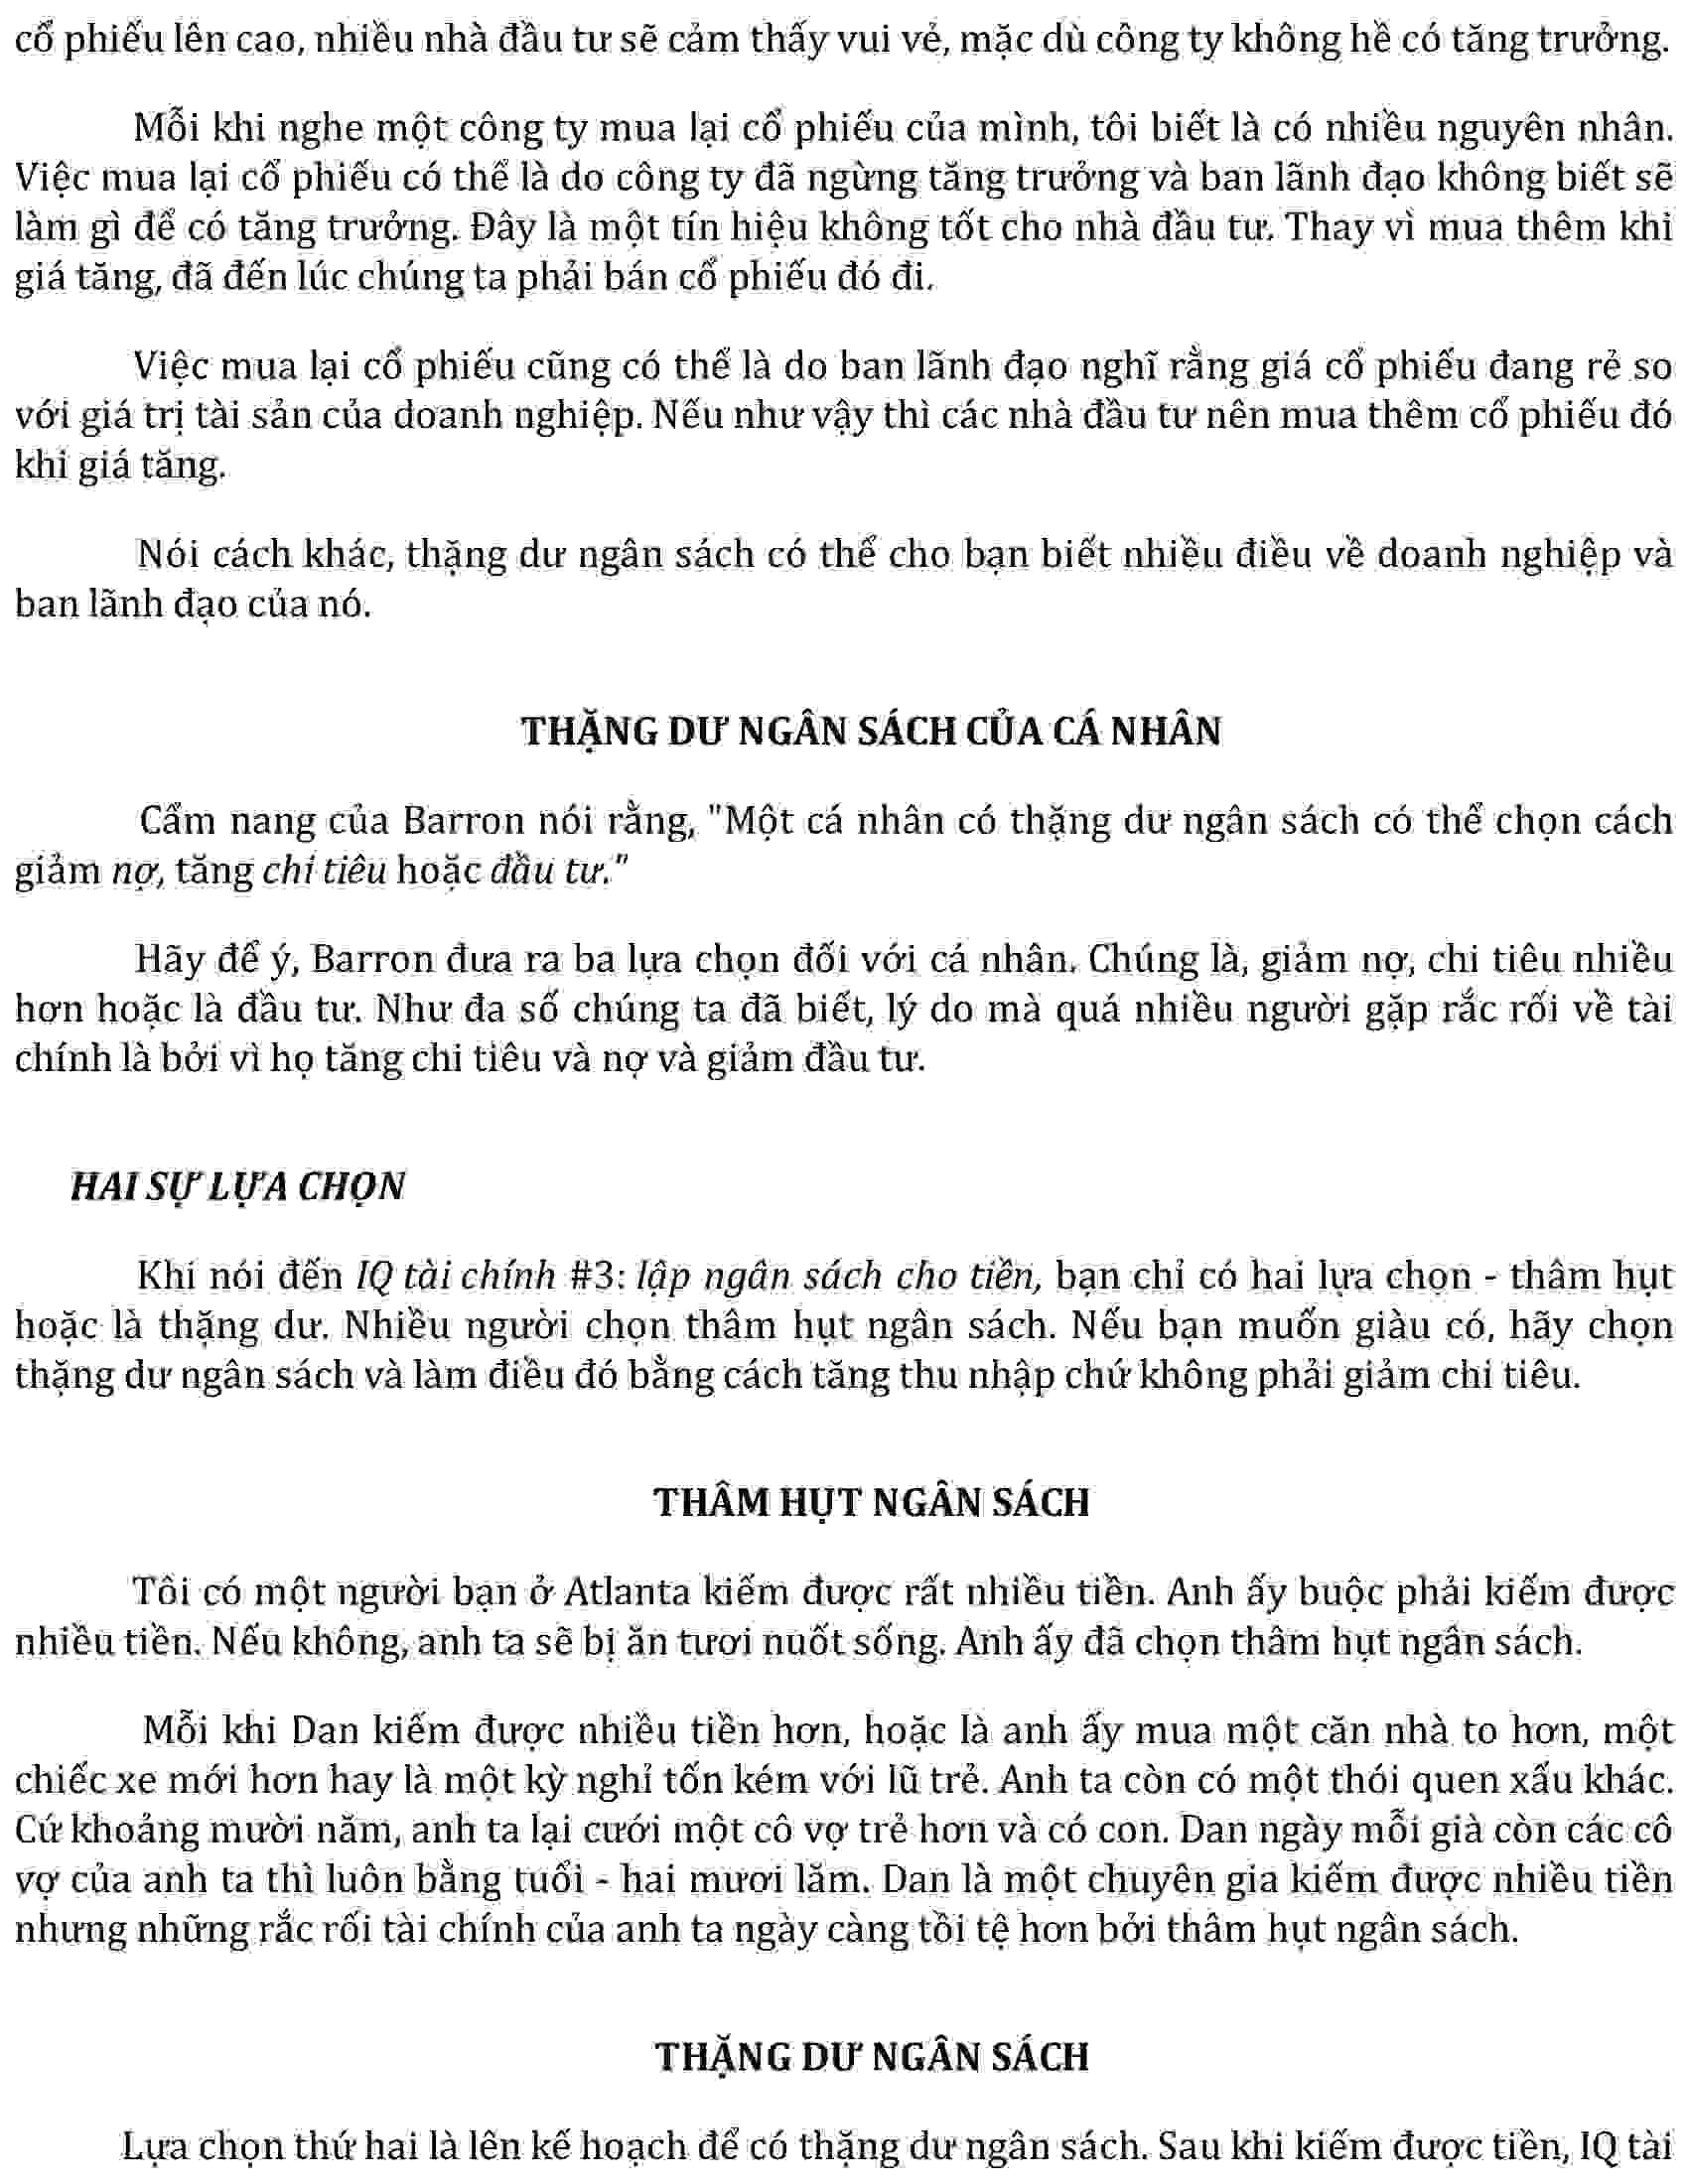 cổ phiếu lên cao, nhiều nhà đầu tư sẽ cảm thấy vui vẻ, mặc dù công ty không hề có tăng trưởng.
Mỗi khi nghe một công ty mua lại cổ phiếu của mình, tôi biết là có nhiều nguyên nhân.
Việc mua lại cổ phiếu có thể là do công ty đã ngừng tăng trưởng và ban lãnh đạo không biết sẽ
làm gì để có tăng trưởng. Đây là một tín hiệu không tốt cho nhà đầu tư. Thay vì mua thêm khi
giá tăng, đã đến lúc chúng ta phải bán cổ phiếu đó đi.
Việc mua lại cổ phiếu cũng có thể là do ban lãnh đạo nghĩ rằng giá cổ phiếu đang rẻ so
với giá trị tài sản của doanh nghiệp. Nếu như vậy thì các nhà đầu tư nên mua thêm cổ phiếu đó
khi giá tăng.
Nói cách khác, thặng dư ngân sách có thể cho bạn biết nhiều điều về doanh nghiệp và
ban lãnh đạo của nó.
THẶNG DƯ NGÂN SÁCH CỦA CÁ NHÂN
Cẩm nang của Barron nói rằng, "Một cá nhân có thặng dư ngân sách có thể chọn cách
giảm nợ, tăng chi tiêu hoặc đầu tư."
Hãy để ý, Barron đưa ra ba lựa chọn đối với cá nhân. Chúng là, giảm nợ, chi tiêu nhiều
hơn hoặc là đầu tư. Như đa số chúng ta đã biết, lý do mà quá nhiều người gặp rắc rối về tài
chính là bởi vì họ tăng chi tiêu và nợ và giảm đầu tư.
HAI SỰ LỰA CHỌN
Khi nói đến IQ tài chính #3: lập ngân sách cho tiền, bạn chỉ có hai lựa chọn - thâm hụt
hoặc là thặng dư. Nhiều người chọn thâm hụt ngân sách. Nếu bạn muốn giàu có, hãy chọn
thặng dư ngân sách và làm điều đó bằng cách tăng thu nhập chứ không phải giảm chi tiêu.
THÂM HỤT NGÂN SÁCH
Tôi có một người bạn ở Atlanta kiếm được rất nhiều tiền. Anh ấy buộc phải kiếm được
nhiều tiền. Nếu không, anh ta sẽ bị ăn tươi nuốt sống. Anh ấy đã chọn thâm hụt ngân sách.
Mỗi khi Dan kiếm được nhiều tiền hơn, hoặc là anh ấy mua một căn nhà to hơn, một
chiếc xe mới hơn hay là một kỳ nghỉ tốn kém với lũ trẻ. Anh ta còn có một thói quen xấu khác.
Cứ khoảng mười năm, anh ta lại cưới một cô vợ trẻ hơn và có con. Dan ngày mỗi già còn các cô
vợ của anh ta thì luôn bằng tuổi - hai mươi lăm. Dan là một chuyên gia kiếm được nhiều tiền
nhưng những rắc rối tài chính của anh ta ngày càng tồi tệ hơn bởi thâm hụt ngân sách.
THẶNG DƯ NGÂN SÁCH
Lựa chọn thứ hai là lên kế hoạch để có thặng dư ngân sách. Sau khi kiếm được tiền, IQ tài